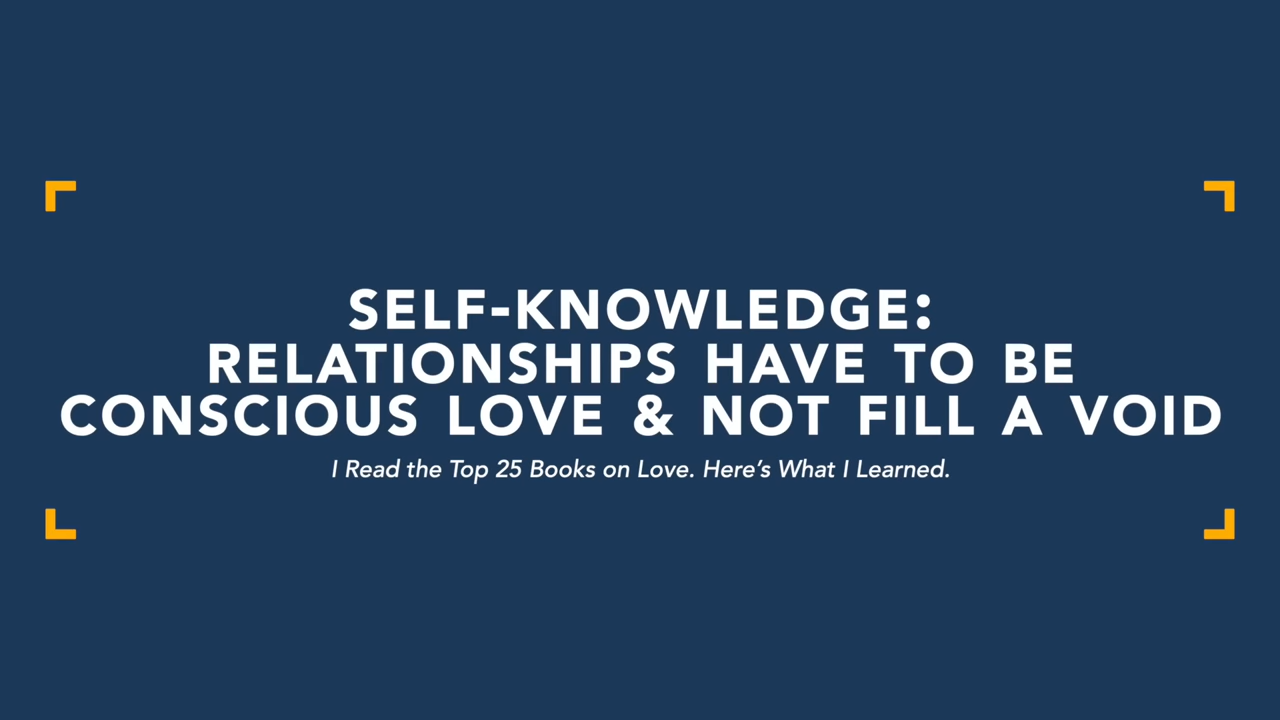 SELF-KNOWLEDGE:
RELATIONSHIPS HAVE TO BE
CONSCIOUS LOVE & NOT FILL A VOID
I Read the Top 25 Books on Love. Here’s What I Learned.